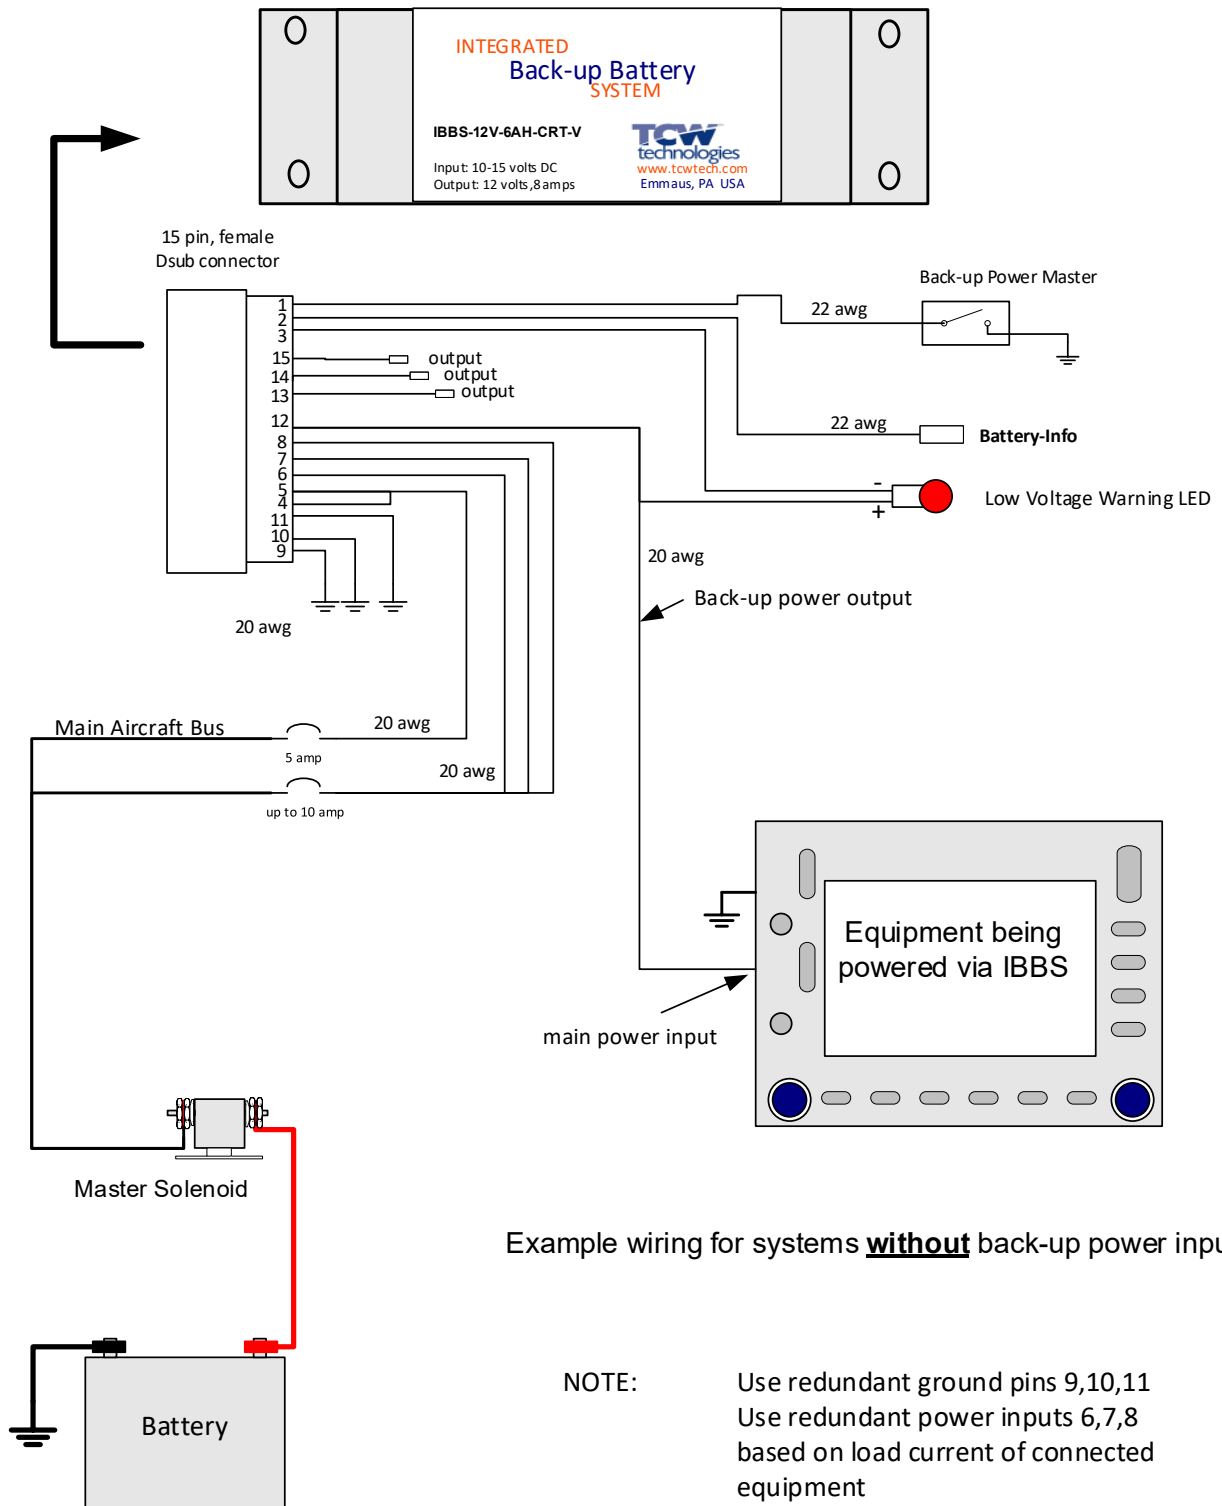 INTEGRATED
Back-up Battery
SYSTEM
IBBS-12V-6AH-CRT-V
Input: 10-15 volts DC
Output: 12 volts,8amps
TCW
technologies
www.tcwtech.com
Emmaus, PA USA
15 pin, female
Dsub connector
1
2
3
15
14
13
12
8
7
6
5
4
11
10
9
output
output
output
Back-up Power Master
22 awg
22 awg
Battery-Info
-
+
Low Voltage Warning LED
20 awg
Back-up power output
20 awg
Main Aircraft Bus
20 awg
5 amp
20 awg
up to 10 amp
Equipment being
powered via IBBS
main power input
Master Solenoid
Example wiring for systems without back-up power inpu
Battery
NOTE:
Use redundant ground pins 9,10,11
Use redundant power inputs 6,7,8
based on load current of connected
equipment